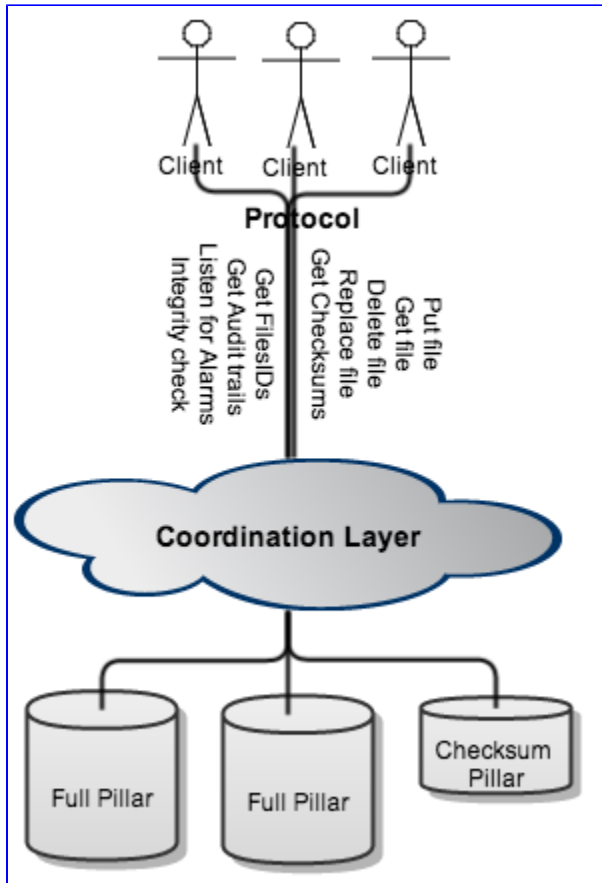 Client
Client
Client
Protocol
Put file
Get file
Delete file
Replace file
Get Checksums
Get FilesIDs
Get Audit trails
Listen for Alarms
Integrity check
Coordination Layer
Full Pillar
Full Pillar
Checksum
Pillar